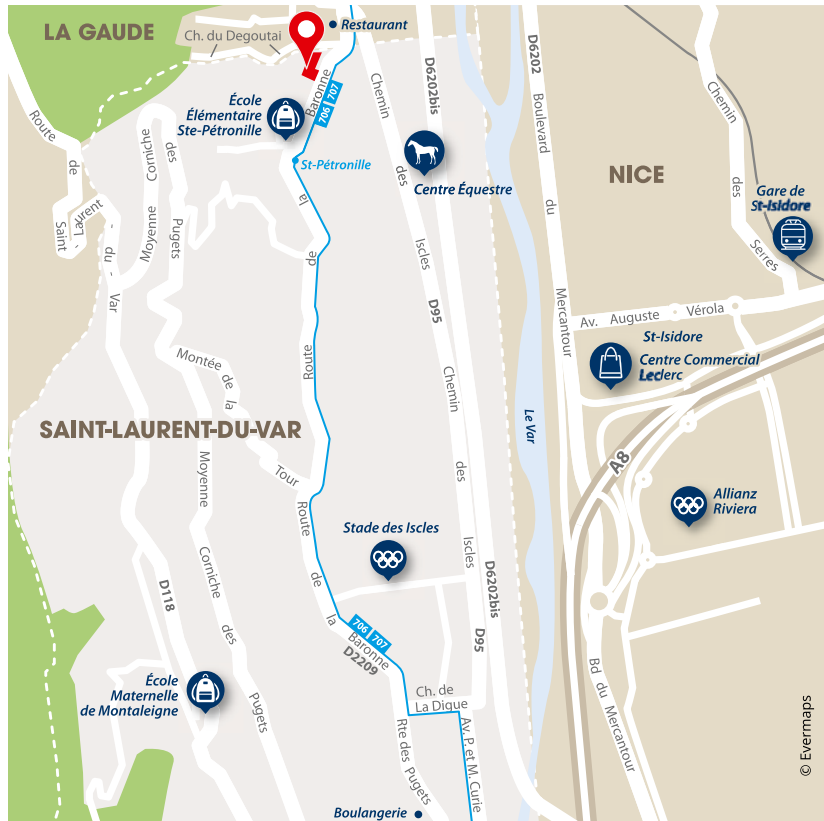 LA GAUDE
Ch. du Degoutai
Restaurant
D6202bis
D6202
Chemin
des
Iscles
D95
Chemin
des
Iscles
D95
D6202bis
Boulevard
du
Mercantour
Chemin
des
Serres
Route
de
Saint
-Laurent
- du -
Var
École
Élémentaire
Ste-Pétronille
Baronne
706 | 707
St-Pétronille
la
de
Route
Centre Équestre
NICE
Gare de
St-Isidore
Moyenne
Corniche
des
Pugets
Av. Auguste Vérola
St-Isidore
Centre Commercial
Leclerc
Montée de la
Tour
SAINT-LAURENT-DU-VAR
Le Var
A8
Allianz
Riviera
Stade des Iscles
Moyenne
Corniche
des
Pugets
Route
de
la
Baronne
D2209
706 | 707
D118
École
Maternelle
de Montaleigne
Ch. de
La Digue
Rte des Pugets
Av. P. et M. Curie
Bd du Mercantour
Boulangerie
© Evermaps